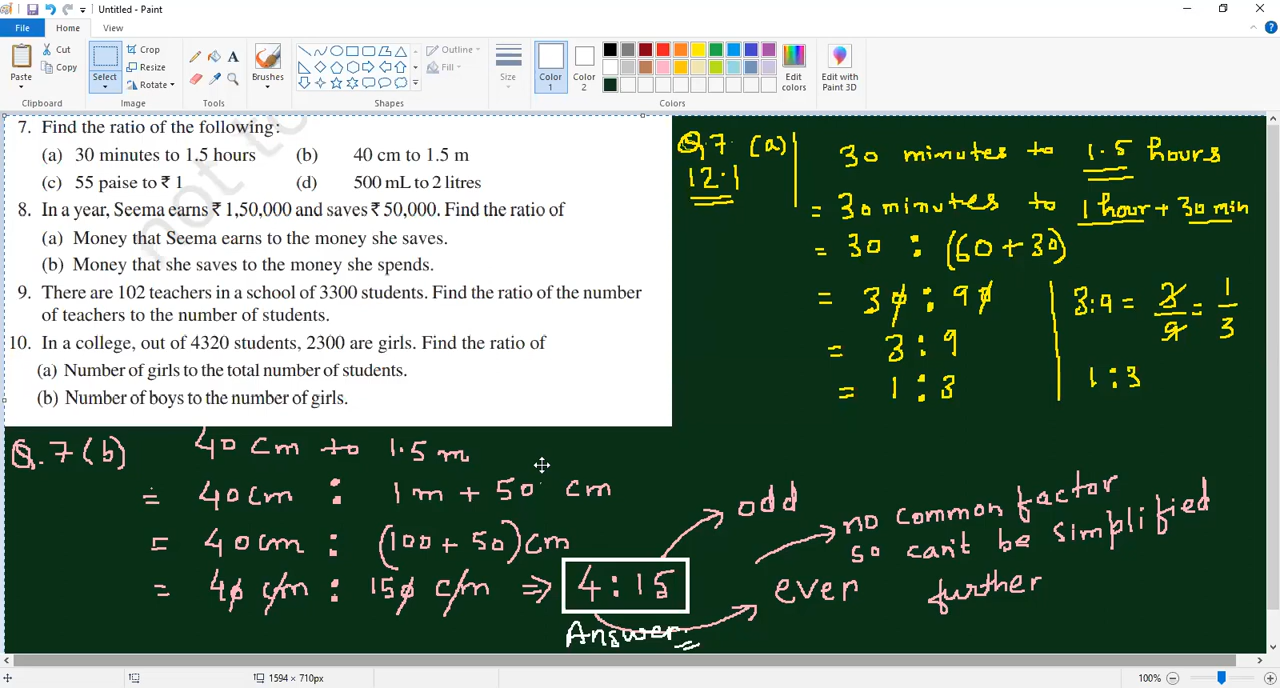 Untitled - Paint
File Home View
Paste
Cut
Copy
Clipboard
Select
Crop
Resize
Rotate
Image
A
Tools
Brushes
Outline
Fill
Shapes
Size
Color 1
Color 2
Edit colors
Colors
Edit with Paint 3D
not to
7. Find the ratio of the following:
(a) 30 minutes to 1.5 hours (b) 40 cm to 1.5 m
(c) 55 paise to ₹ 1 (d) 500 mL to 2 litres
8. In a year, Seema earns ₹ 1,50,000 and saves ₹ 50,000. Find the ratio of
(a) Money that Seema earns to the money she saves.
(b) Money that she saves to the money she spends.
9. There are 102 teachers in a school of 3300 students. Find the ratio of the number
of teachers to the number of students.
10. In a college, out of 4320 students, 2300 are girls. Find the ratio of
(a) Number of girls to the total number of students.
(b) Number of boys to the number of girls.
Q.7 (a)
12.1
30 minutes to 1.5 hours
= 30 minutes to 1 hour + 30 min
= 30 : (60 + 30)
= 30 : 90
= 3 : 9
= 1 : 3
3:9 = 3/9 = 1/3
1 : 3
Q.7 (b) 40 cm to 1.5 m
= 40 cm : 1 m + 50 cm
= 40 cm : (100 + 50) cm
= 40 cm : 150 cm ⇒ 4 : 15
Answer
odd
even
no common factor
so can't be simplified
further
1594 × 710px
100%